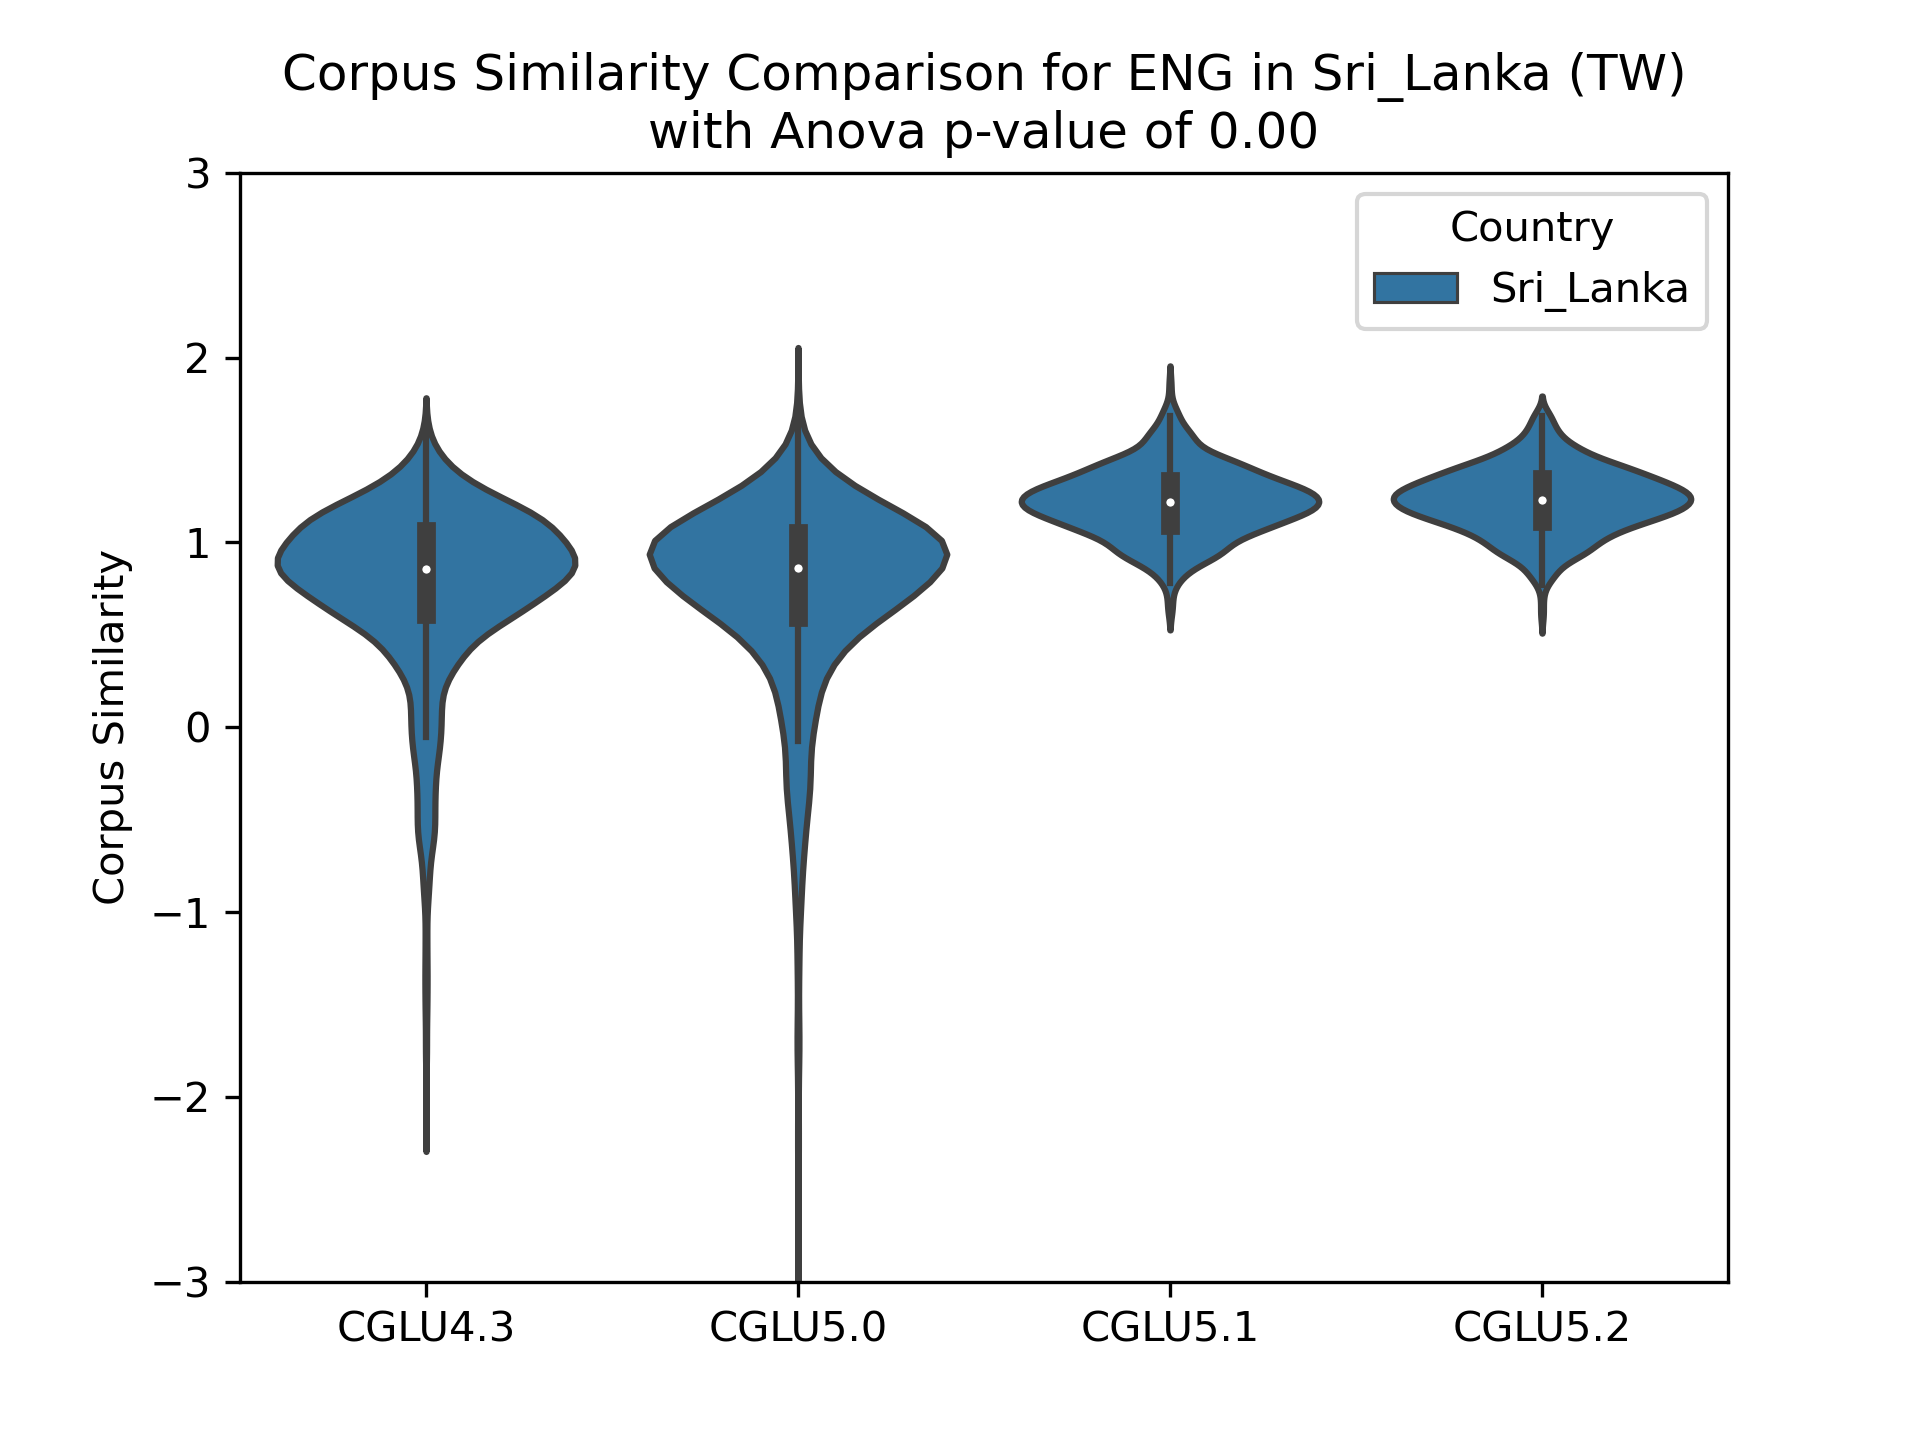 Corpus Similarity Comparison for ENG in Sri_Lanka (TW)
with Anova p-value of 0.00
3
2
1
0
−1
−2
−3
Corpus Similarity
Country
Sri_Lanka
CGLU4.3
CGLU5.0
CGLU5.1
CGLU5.2